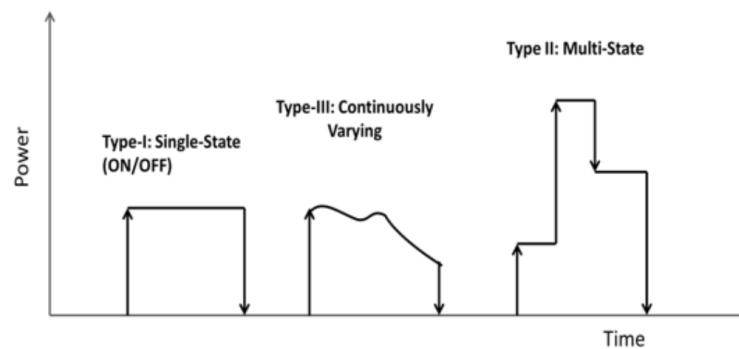 Type II: Multi-State
Type-III: Continuously
Varying
Type-I: Single-State
(ON/OFF)
Power
Time